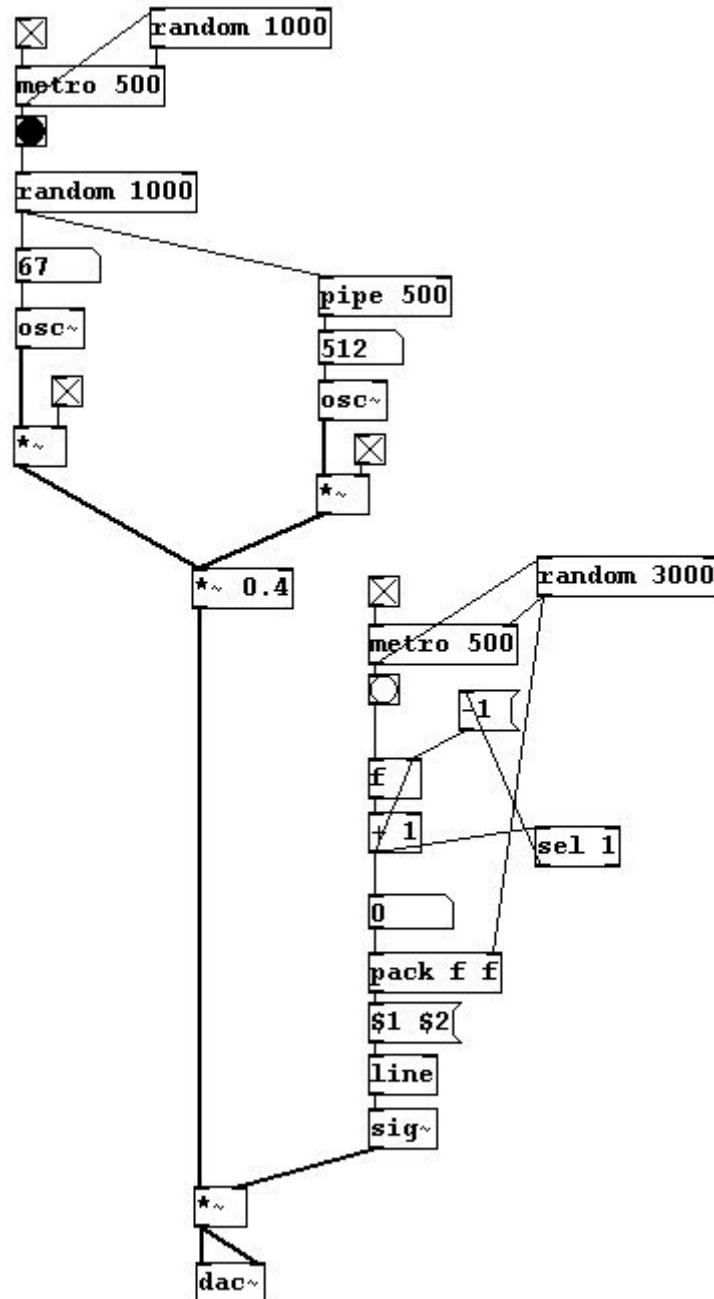 random 1000
metro 500
random 1000
67
pipe 500
osc~
512
osc~
*~
*~
*~ 0.4
random 3000
metro 500
-1
f
+ 1
sel 1
0
pack f f
$1 $2
line
sig~
*~
dac~